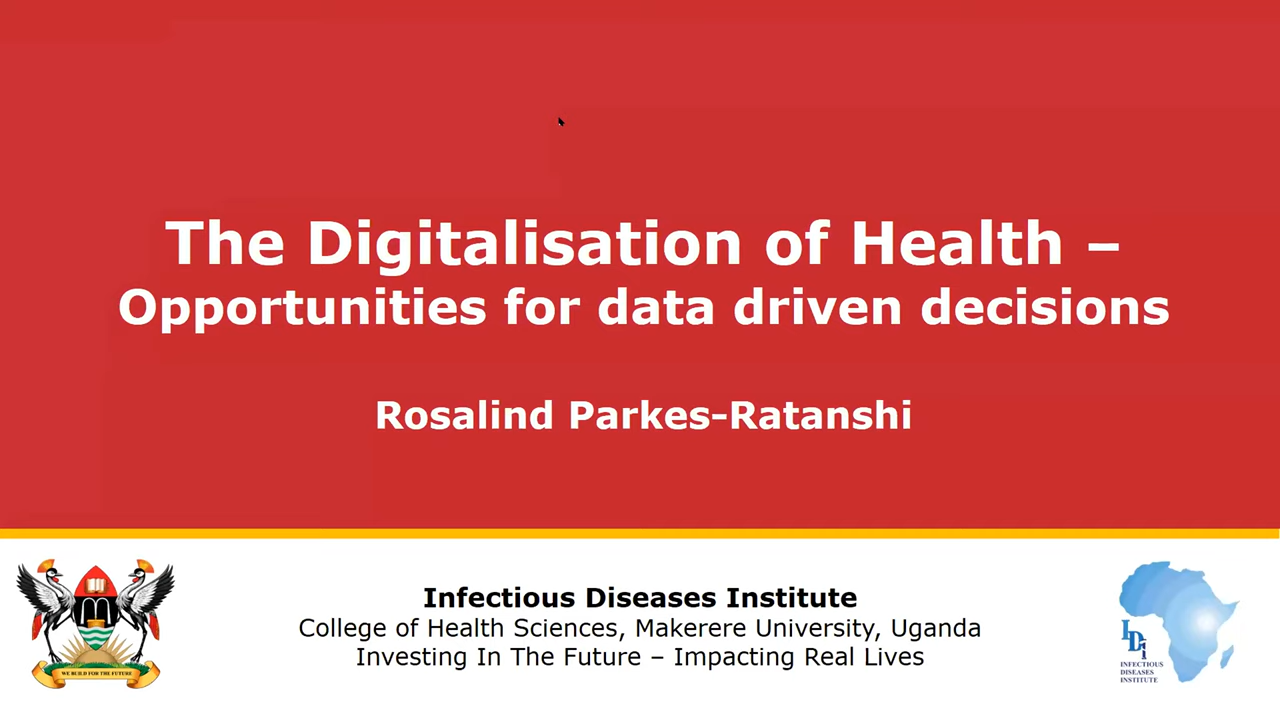 The Digitalisation of Health –
Opportunities for data driven decisions
Rosalind Parkes-Ratanshi
Infectious Diseases Institute
College of Health Sciences, Makerere University, Uganda
Investing In The Future – Impacting Real Lives
WE BUILD FOR THE FUTURE
IDI
INFECTIOUS
DISEASES
INSTITUTE